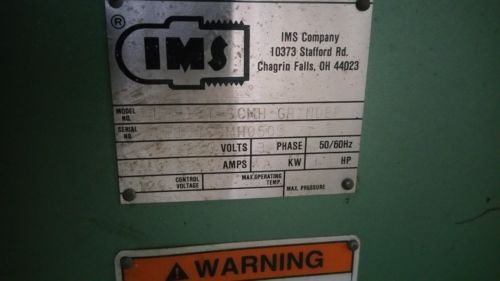 ®
IMS
IMS Company
10373 Stafford Rd.
Chagrin Falls, OH 44023
MODEL NO.
SERIAL NO.
VOLTS PHASE 50/60Hz
AMPS KW HP
CONTROL VOLTAGE MAX. OPERATING TEMP. MAX. PRESSURE
WARNING